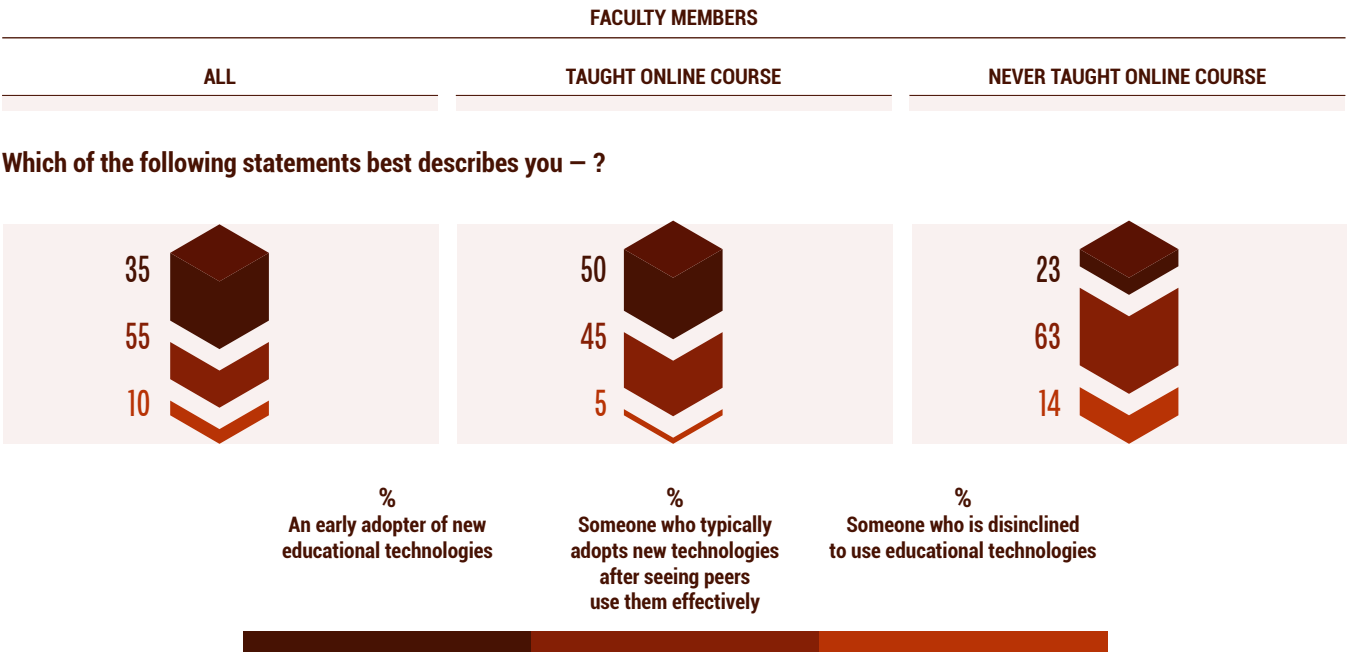 FACULTY MEMBERS
ALL
TAUGHT ONLINE COURSE
NEVER TAUGHT ONLINE COURSE
Which of the following statements best describes you — ?
35
55
10
50
45
5
23
63
14
%
An early adopter of new
educational technologies
%
Someone who typically
adopts new technologies
after seeing peers
use them effectively
%
Someone who is disinclined
to use educational technologies